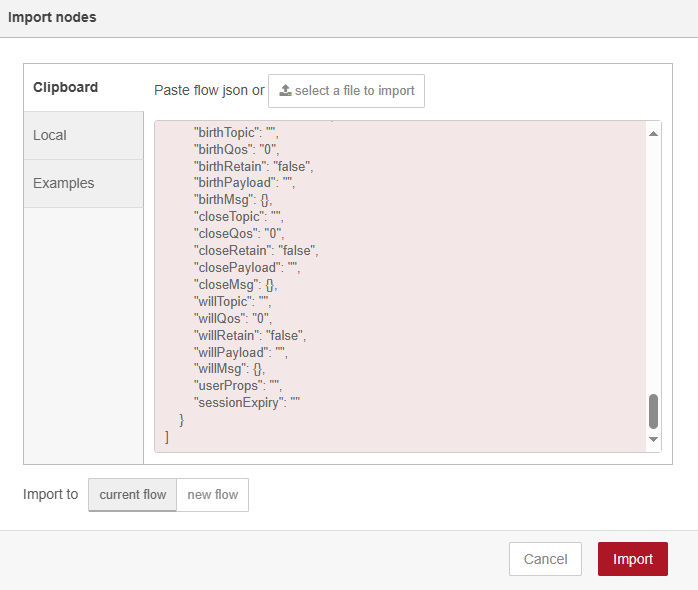 Import nodes
Clipboard
Local
Examples
Paste flow json or select a file to import
"birthTopic": "",
"birthQos": "0",
"birthRetain": "false",
"birthPayload": "",
"birthMsg": {},
"closeTopic": "",
"closeQos": "0",
"closeRetain": "false",
"closePayload": "",
"closeMsg": {},
"willTopic": "",
"willQos": "0",
"willRetain": "false",
"willPayload": "",
"willMsg": {},
"userProps": "",
"sessionExpiry": ""
}
]
Import to current flow new flow
Cancel Import